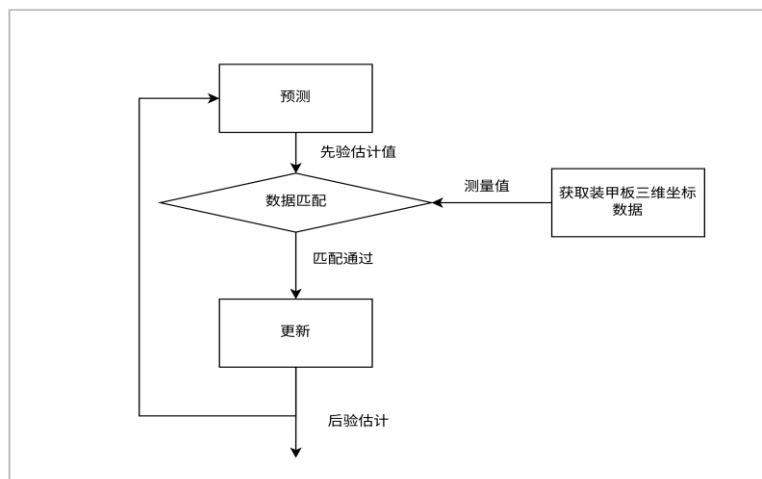 预测
先验估计值
数据匹配
测量值
获取装甲板三维坐标
数据
匹配通过
更新
后验估计